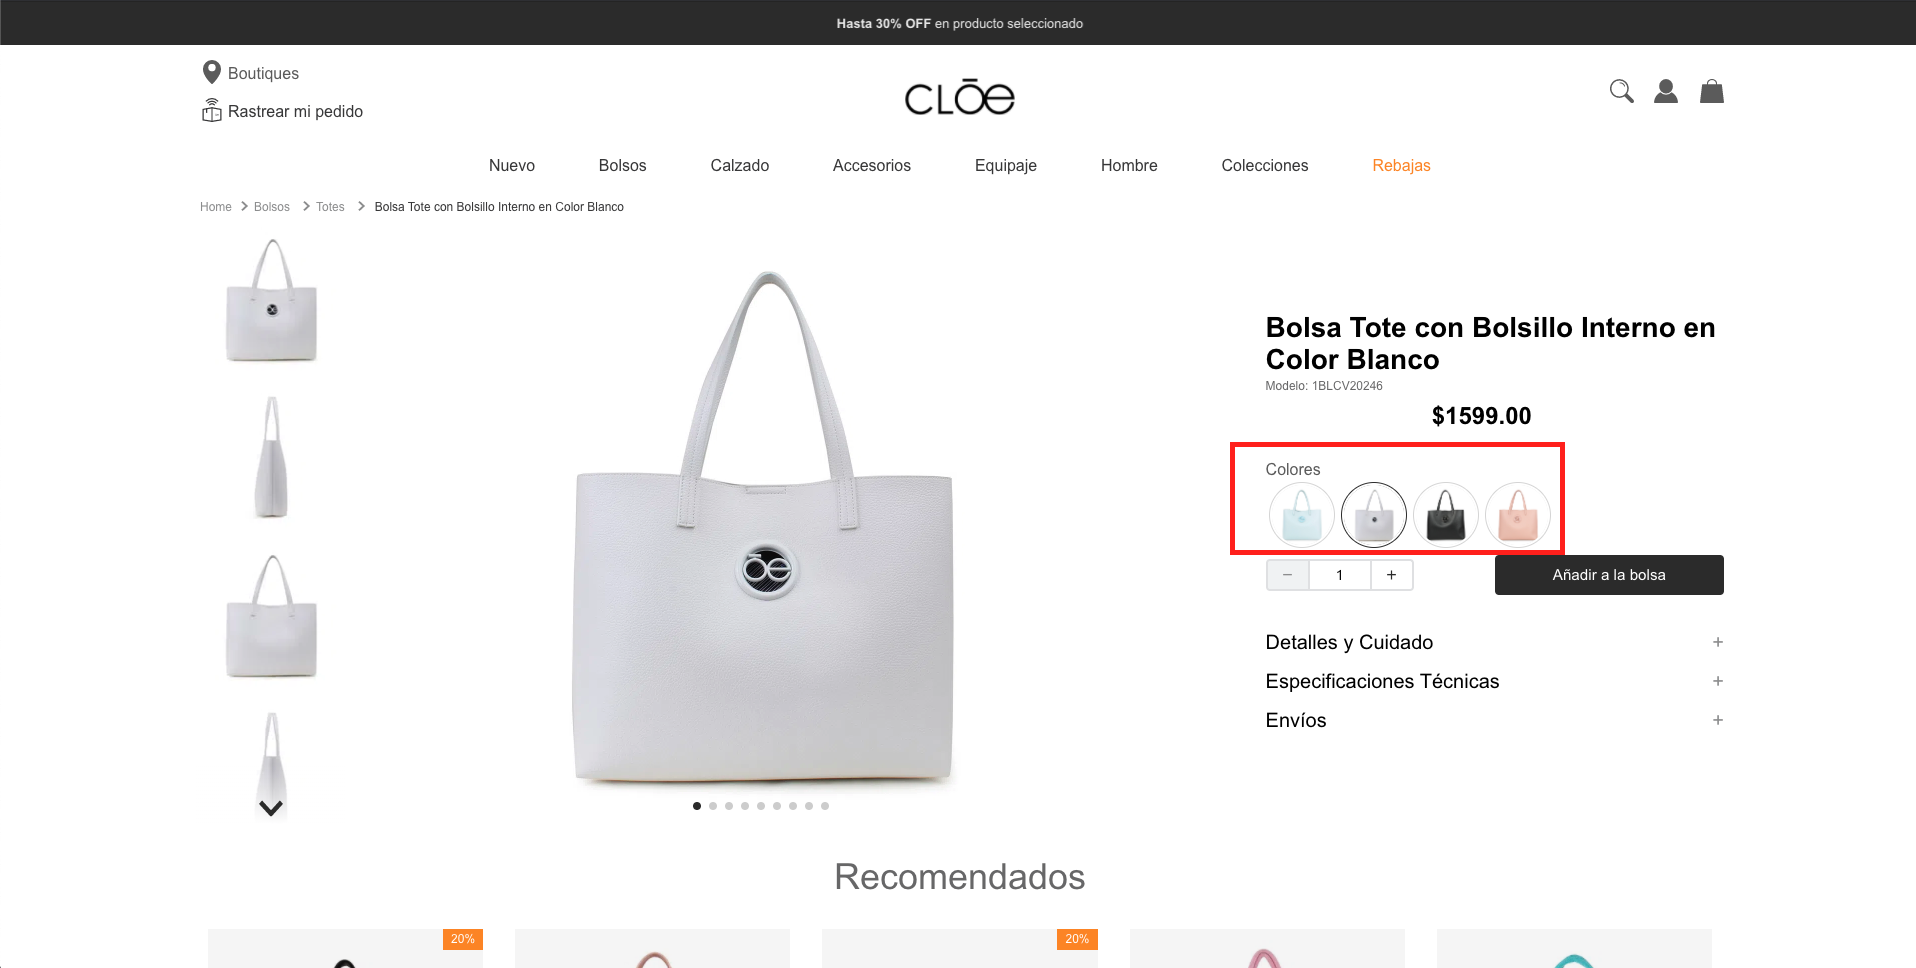 Hasta 30% OFF en producto seleccionado
Boutiques
Rastrear mi pedido
CLŌe
Nuevo Bolsos Calzado Accesorios Equipaje Hombre Colecciones Rebajas
Home > Bolsos > Totes > Bolsa Tote con Bolsillo Interno en Color Blanco
ōe
Bolsa Tote con Bolsillo Interno en
Color Blanco
Modelo: 1BLCV20246
$1599.00
Colores
− 1 +
Añadir a la bolsa
Detalles y Cuidado +
Especificaciones Técnicas +
Envíos +
Recomendados
20%
20%